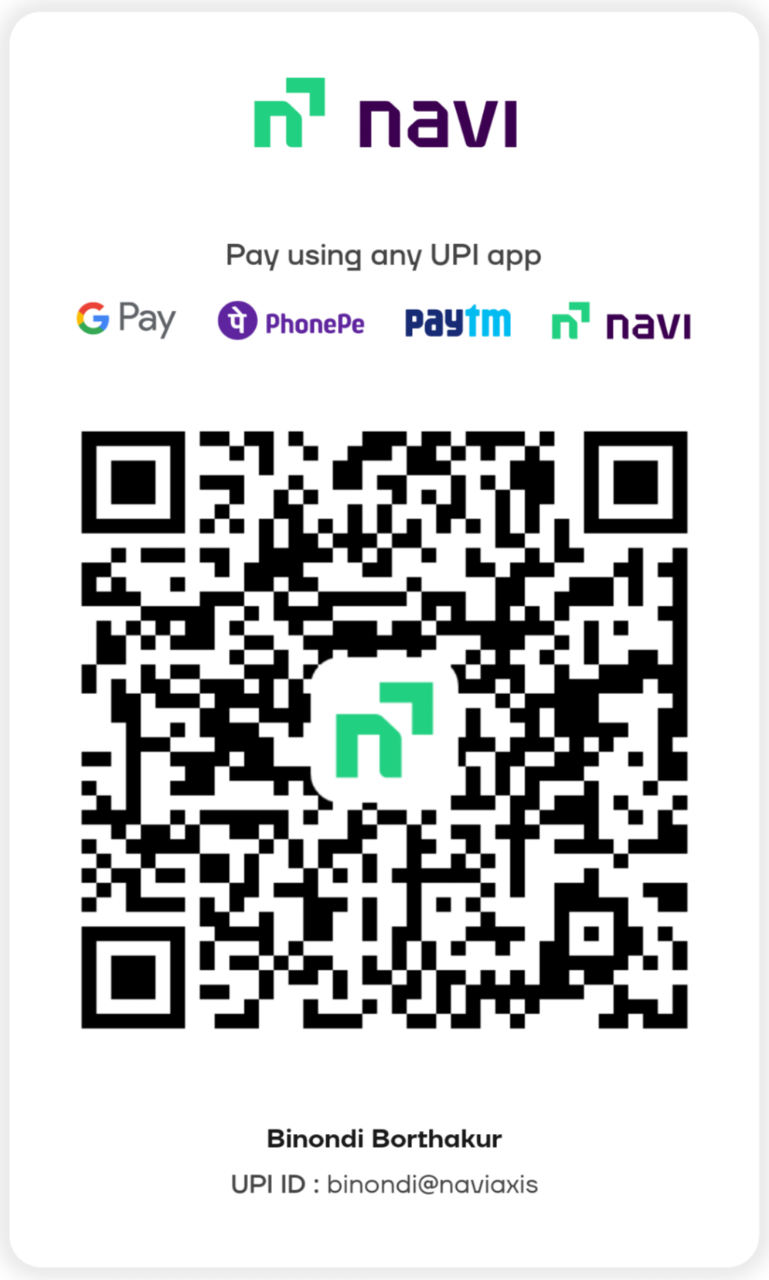 navi
Pay using any UPI app
G Pay पे PhonePe paytm navi
Binondi Borthakur
UPI ID : binondi@naviaxis